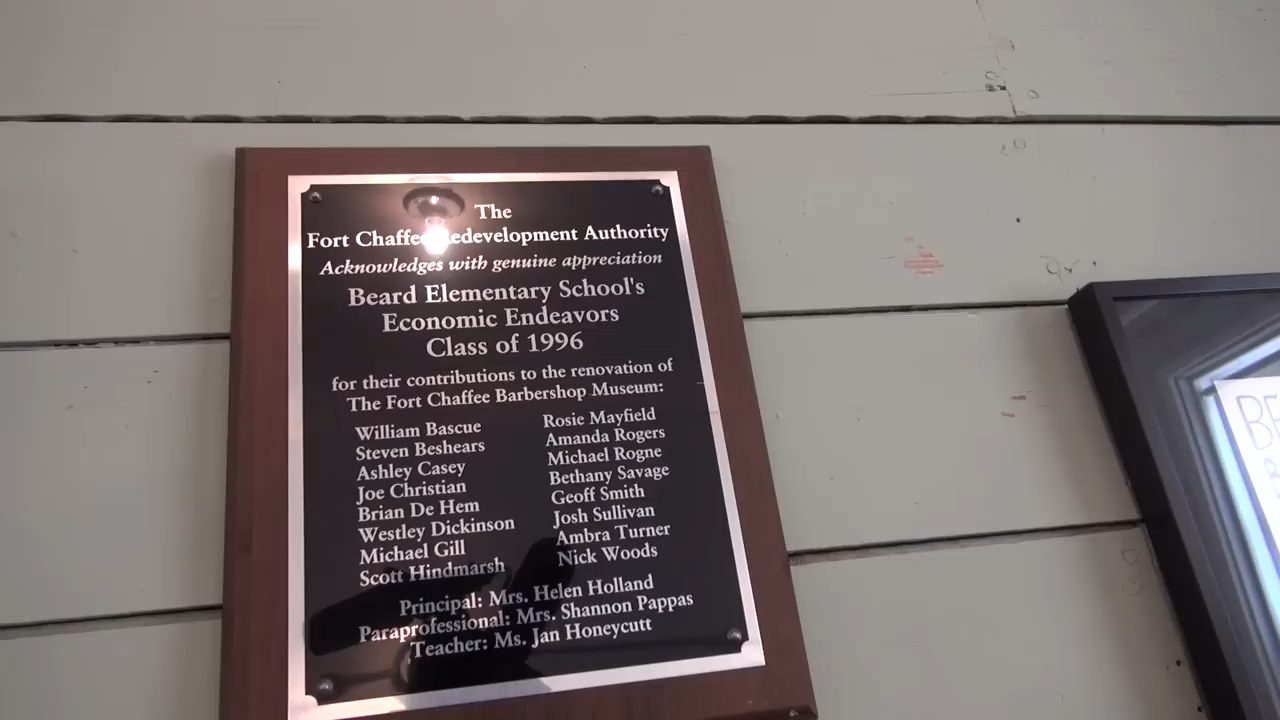 The
Fort Chaffee Redevelopment Authority
Acknowledges with genuine appreciation
Beard Elementary School's
Economic Endeavors
Class of 1996
for their contributions to the renovation of
The Fort Chaffee Barbershop Museum:
William Bascue
Steven Beshears
Ashley Casey
Joe Christian
Brian De Hem
Westley Dickinson
Michael Gill
Scott Hindmarsh
Rosie Mayfield
Amanda Rogers
Michael Rogne
Bethany Savage
Geoff Smith
Josh Sullivan
Ambra Turner
Nick Woods
Principal: Mrs. Helen Holland
Paraprofessional: Mrs. Shannon Pappas
Teacher: Ms. Jan Honeycutt